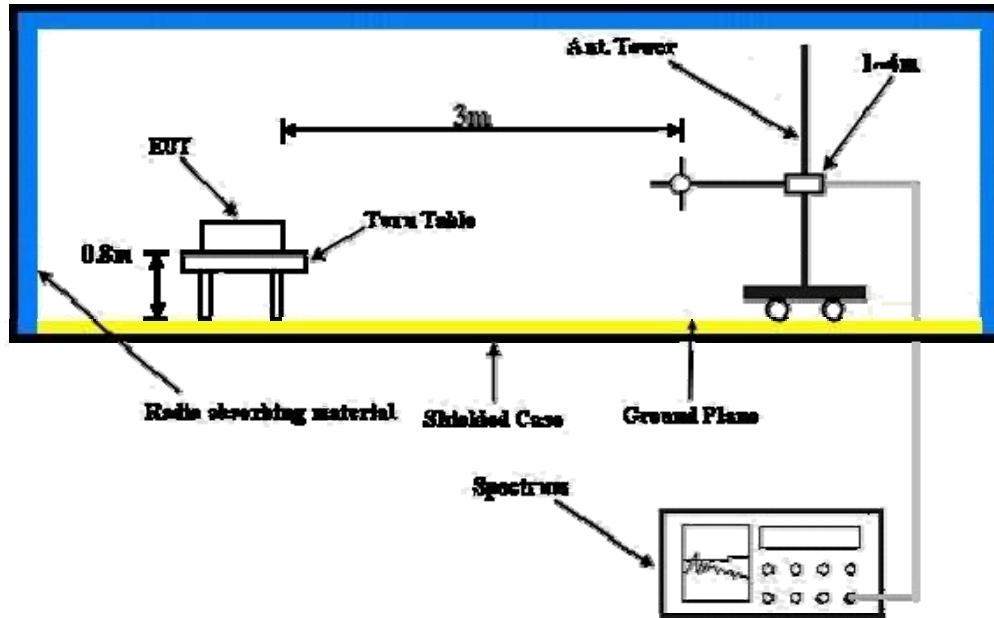 Ant. Tower
1-4m
3m
EUT
Turn Table
0.8m
Radio absorbing material
Shielded Case
Ground Plane
Spectrum